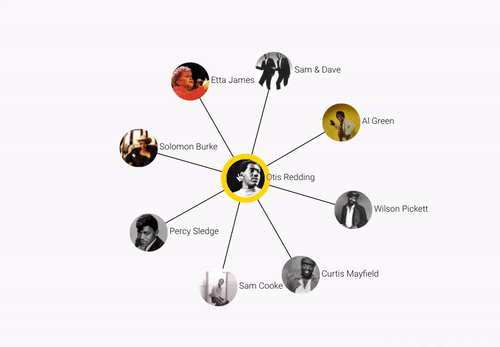 Sam & Dave
Etta James
Al Green
Solomon Burke
Otis Redding
Wilson Pickett
Percy Sledge
Curtis Mayfield
Sam Cooke